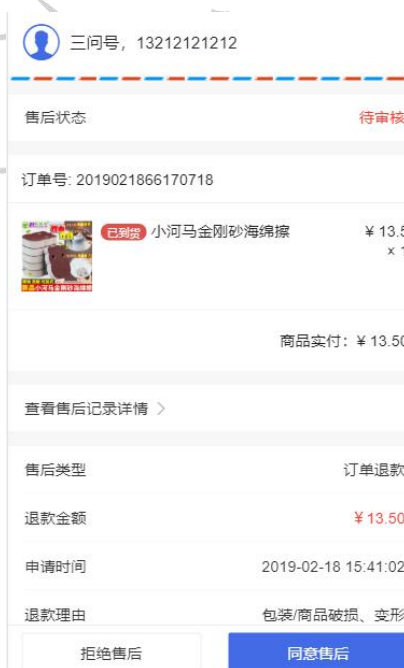 三问号，13212121212
售后状态
待审核
订单号: 2019021866170718
已到货 小河马金刚砂海绵擦
¥ 13.5
× 1
商品实付：¥ 13.50
查看售后记录详情
售后类型
订单退款
退款金额
¥ 13.50
申请时间
2019-02-18 15:41:02
退款理由
包装/商品破损、变形
拒绝售后
同意售后